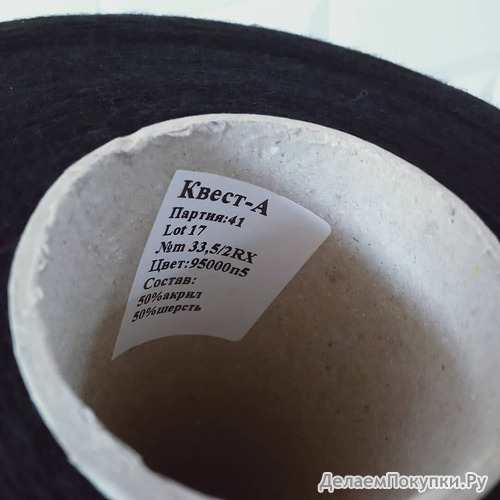 Квест-А
Партия:41
Lot 17
№m 33,5/2RX
Цвет:95000п5
Состав:
50%акрил
50%шерсть
ДелаемПокупки.Ру